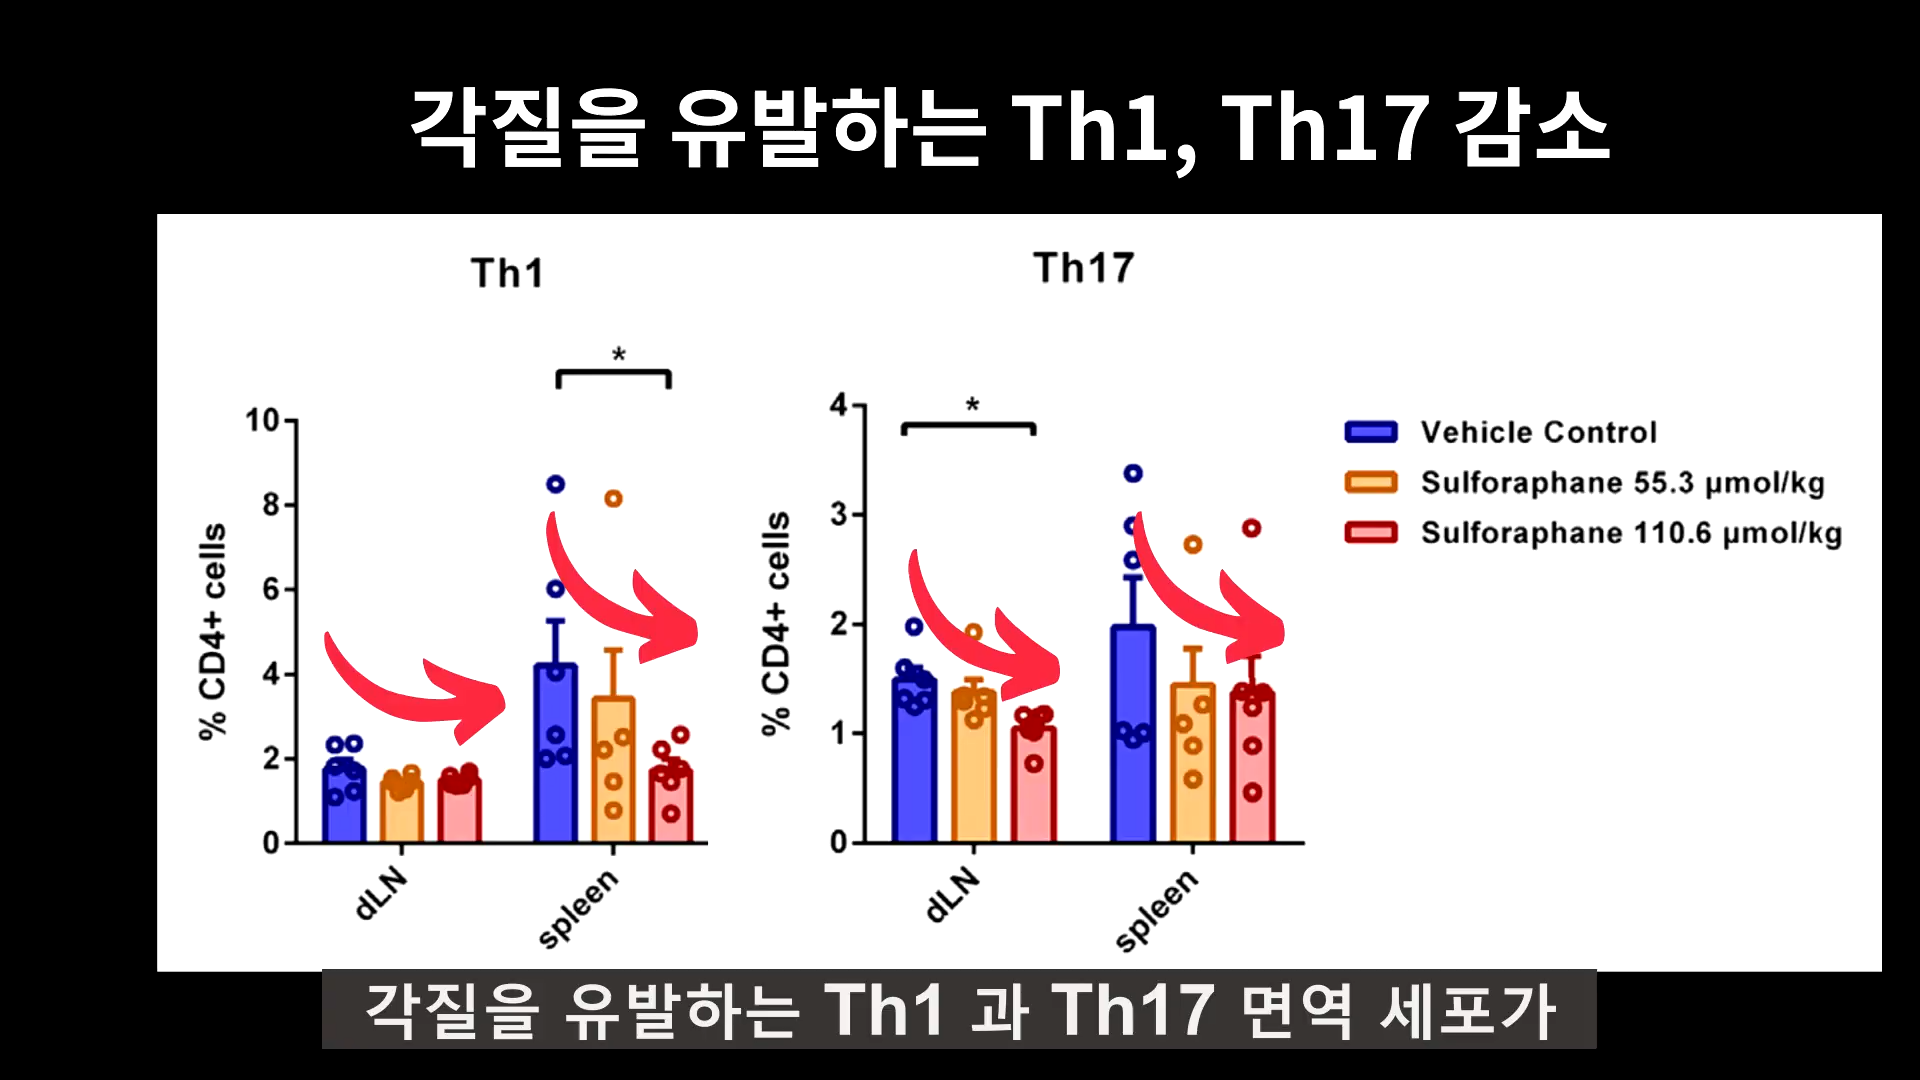 각질을 유발하는 Th1, Th17 감소
Th1
Th17
*
*
% CD4+ cells
10
8
6
4
2
0
dLN
spleen
% CD4+ cells
4
3
2
1
0
dLN
spleen
Vehicle Control
Sulforaphane 55.3 µmol/kg
Sulforaphane 110.6 µmol/kg
각질을 유발하는 Th1 과 Th17 면역 세포가